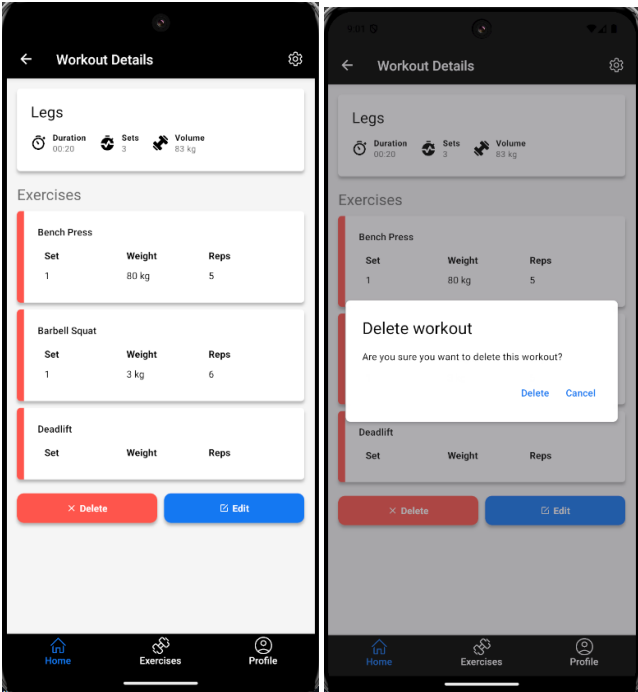 Workout Details
Legs
Duration
00:20
Sets
3
Volume
83 kg
Exercises
Bench Press
Set Weight Reps
1 80 kg 5
Barbell Squat
Set Weight Reps
1 3 kg 6
Deadlift
Set Weight Reps
Delete Edit
Home Exercises Profile
9:01
Workout Details
Legs
Duration
00:20
Sets
3
Volume
83 kg
Exercises
Bench Press
Set Weight Reps
1 80 kg 5
Delete workout
Are you sure you want to delete this workout?
Delete Cancel
Deadlift
Set Weight Reps
Delete Edit
Home Exercises Profile